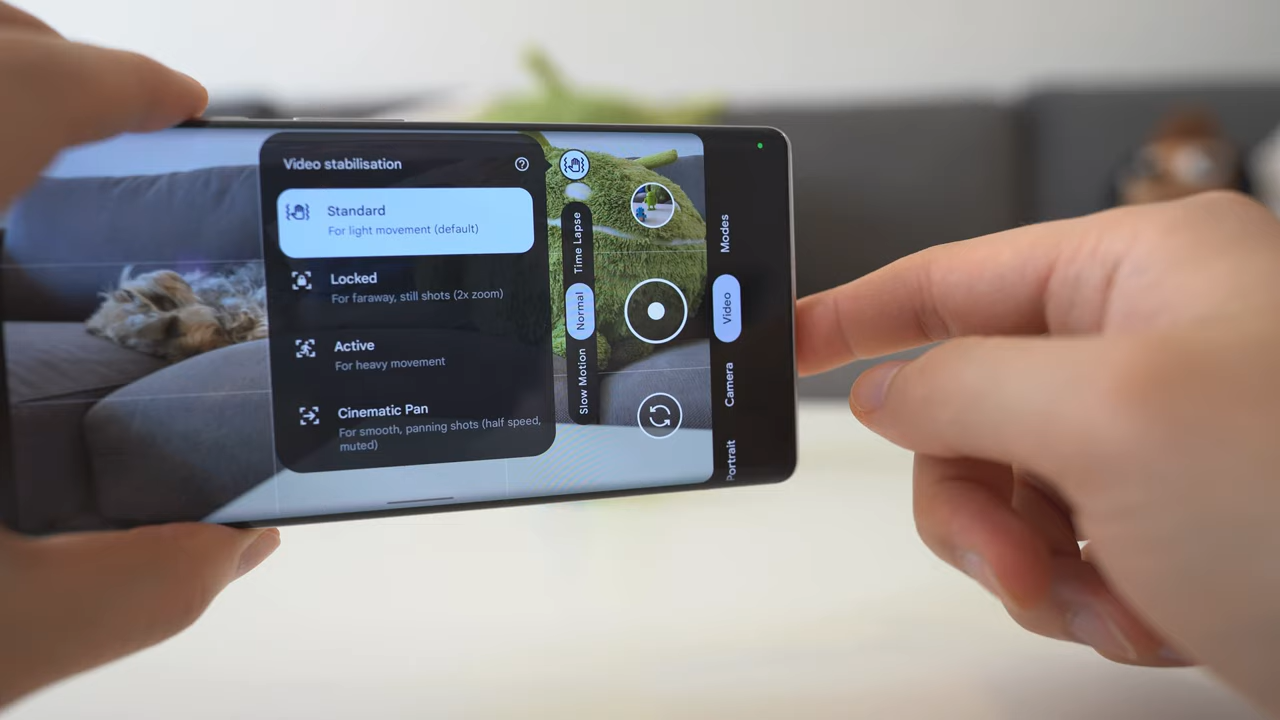 Video stabilisation
Standard
For light movement (default)
Locked
For faraway, still shots (2x zoom)
Active
For heavy movement
Cinematic Pan
For smooth, panning shots (half speed,
muted)
Slow Motion
Normal
Time Lapse
Portrait
Camera
Video
Modes